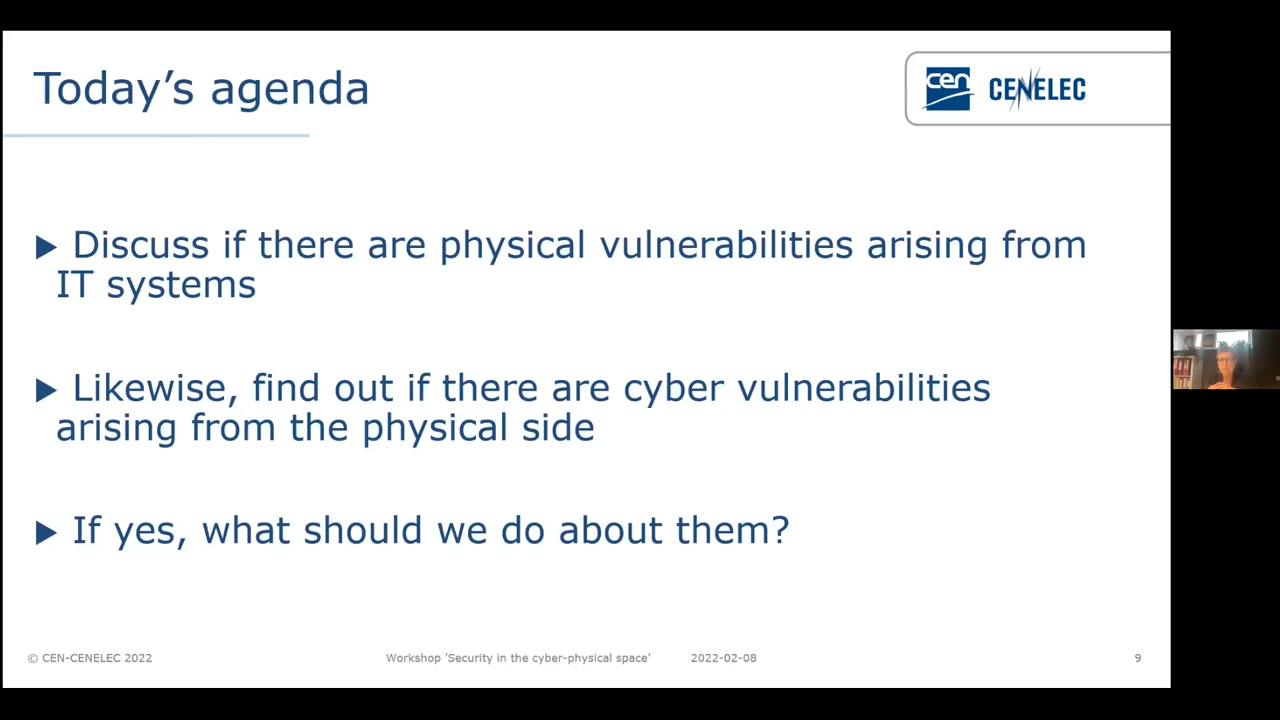 Today's agenda
cen CENELEC
▶ Discuss if there are physical vulnerabilities arising from
IT systems
▶ Likewise, find out if there are cyber vulnerabilities
arising from the physical side
▶ If yes, what should we do about them?
© CEN-CENELEC 2022 Workshop 'Security in the cyber-physical space' 2022-02-08 9